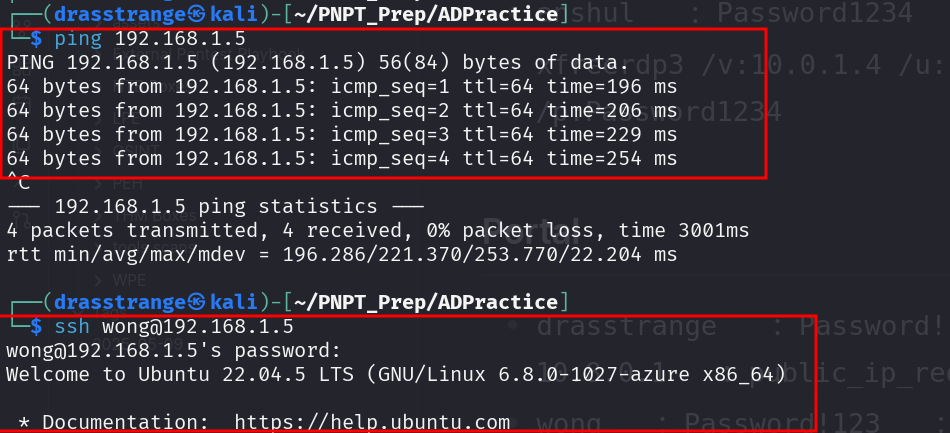 ┌──(drasstrange㉿kali)-[~/PNPT_Prep/ADPractice]
└─$ ping 192.168.1.5
PING 192.168.1.5 (192.168.1.5) 56(84) bytes of data.
64 bytes from 192.168.1.5: icmp_seq=1 ttl=64 time=196 ms
64 bytes from 192.168.1.5: icmp_seq=2 ttl=64 time=206 ms
64 bytes from 192.168.1.5: icmp_seq=3 ttl=64 time=229 ms
64 bytes from 192.168.1.5: icmp_seq=4 ttl=64 time=254 ms
^C
--- 192.168.1.5 ping statistics ---
4 packets transmitted, 4 received, 0% packet loss, time 3001ms
rtt min/avg/max/mdev = 196.286/221.370/253.770/22.204 ms
┌──(drasstrange㉿kali)-[~/PNPT_Prep/ADPractice]
└─$ ssh wong@192.168.1.5
wong@192.168.1.5's password:
Welcome to Ubuntu 22.04.5 LTS (GNU/Linux 6.8.0-1027-azure x86_64)
* Documentation: https://help.ubuntu.com
: Password1234
xfreerdp3 /v:10.0.1.4 /u:
/p:Password1234
Portal
drasstrange : Password!
public_ip_re
wong : Password!123
PEH
WPE